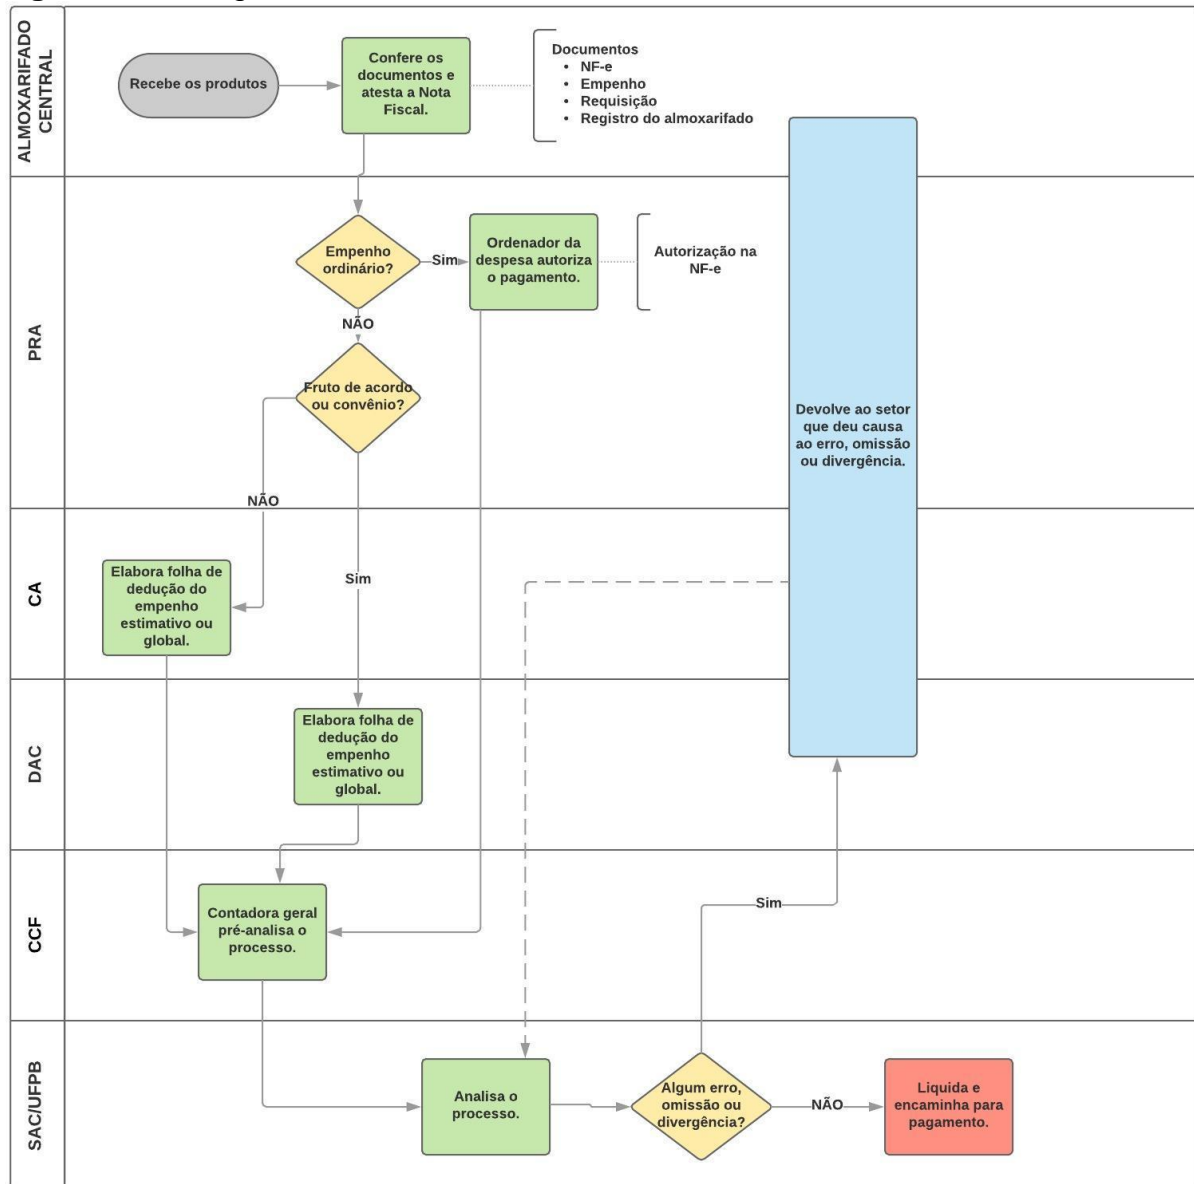 ALMOXARIFADO
CENTRAL
Recebe os produtos
Confere os
documentos e
atesta a Nota
Fiscal.
Documentos
• NF-e
• Empenho
• Requisição
• Registro do almoxarifado
PRA
Empenho
ordinário?
Sim
Ordenador da
despesa autoriza
o pagamento.
Autorização na
NF-e
NÃO
Fruto de acordo
ou convênio?
NÃO
Devolve ao setor
que deu causa
ao erro, omissão
ou divergência.
CA
Elabora folha de
dedução do
empenho
estimativo ou
global.
Sim
DAC
Elabora folha de
dedução do
empenho
estimativo ou
global.
CCF
Contadora geral
pré-analisa o
processo.
Sim
SAC/UFPB
Analisa o
processo.
Algum erro,
omissão ou
divergência?
NÃO
Liquida e
encaminha para
pagamento.